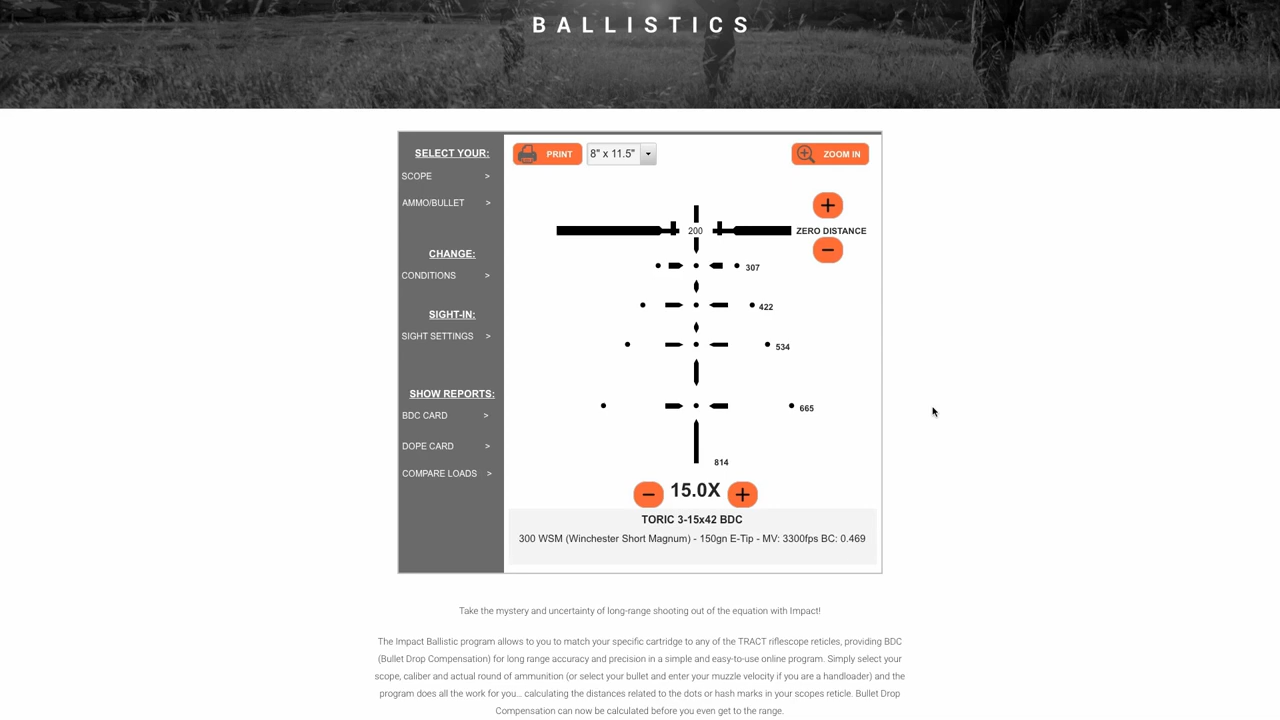 BALLISTICS
SELECT YOUR:
SCOPE >
AMMO/BULLET >
CHANGE:
CONDITIONS >
SIGHT-IN:
SIGHT SETTINGS >
SHOW REPORTS:
BDC CARD >
DOPE CARD >
COMPARE LOADS >
PRINT
8" x 11.5"
ZOOM IN
+
200
ZERO DISTANCE
−
307
422
534
665
814
− 15.0X +
TORIC 3-15x42 BDC
300 WSM (Winchester Short Magnum) - 150gn E-Tip - MV: 3300fps BC: 0.469
Take the mystery and uncertainty of long-range shooting out of the equation with Impact!
The Impact Ballistic program allows to you to match your specific cartridge to any of the TRACT riflescope reticles, providing BDC
(Bullet Drop Compensation) for long range accuracy and precision in a simple and easy-to-use online program. Simply select your
scope, caliber and actual round of ammunition (or select your bullet and enter your muzzle velocity if you are a handloader) and the
program does all the work for you... calculating the distances related to the dots or hash marks in your scopes reticle. Bullet Drop
Compensation can now be calculated before you even get to the range.